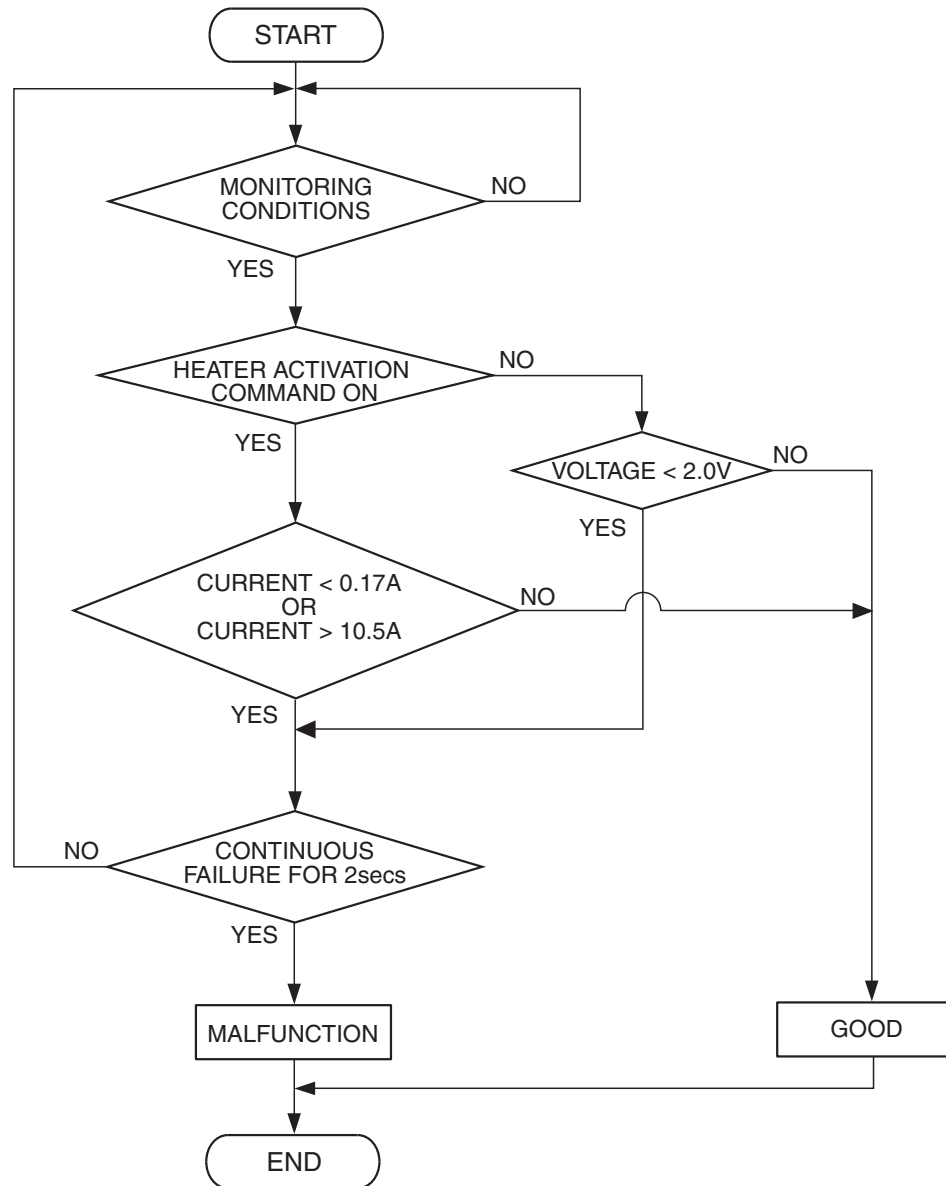 START
MONITORING
CONDITIONS
NO
YES
HEATER ACTIVATION
COMMAND ON
NO
YES
VOLTAGE < 2.0V
NO
YES
CURRENT < 0.17A
OR
CURRENT > 10.5A
NO
YES
CONTINUOUS
FAILURE FOR 2secs
NO
YES
MALFUNCTION
GOOD
END